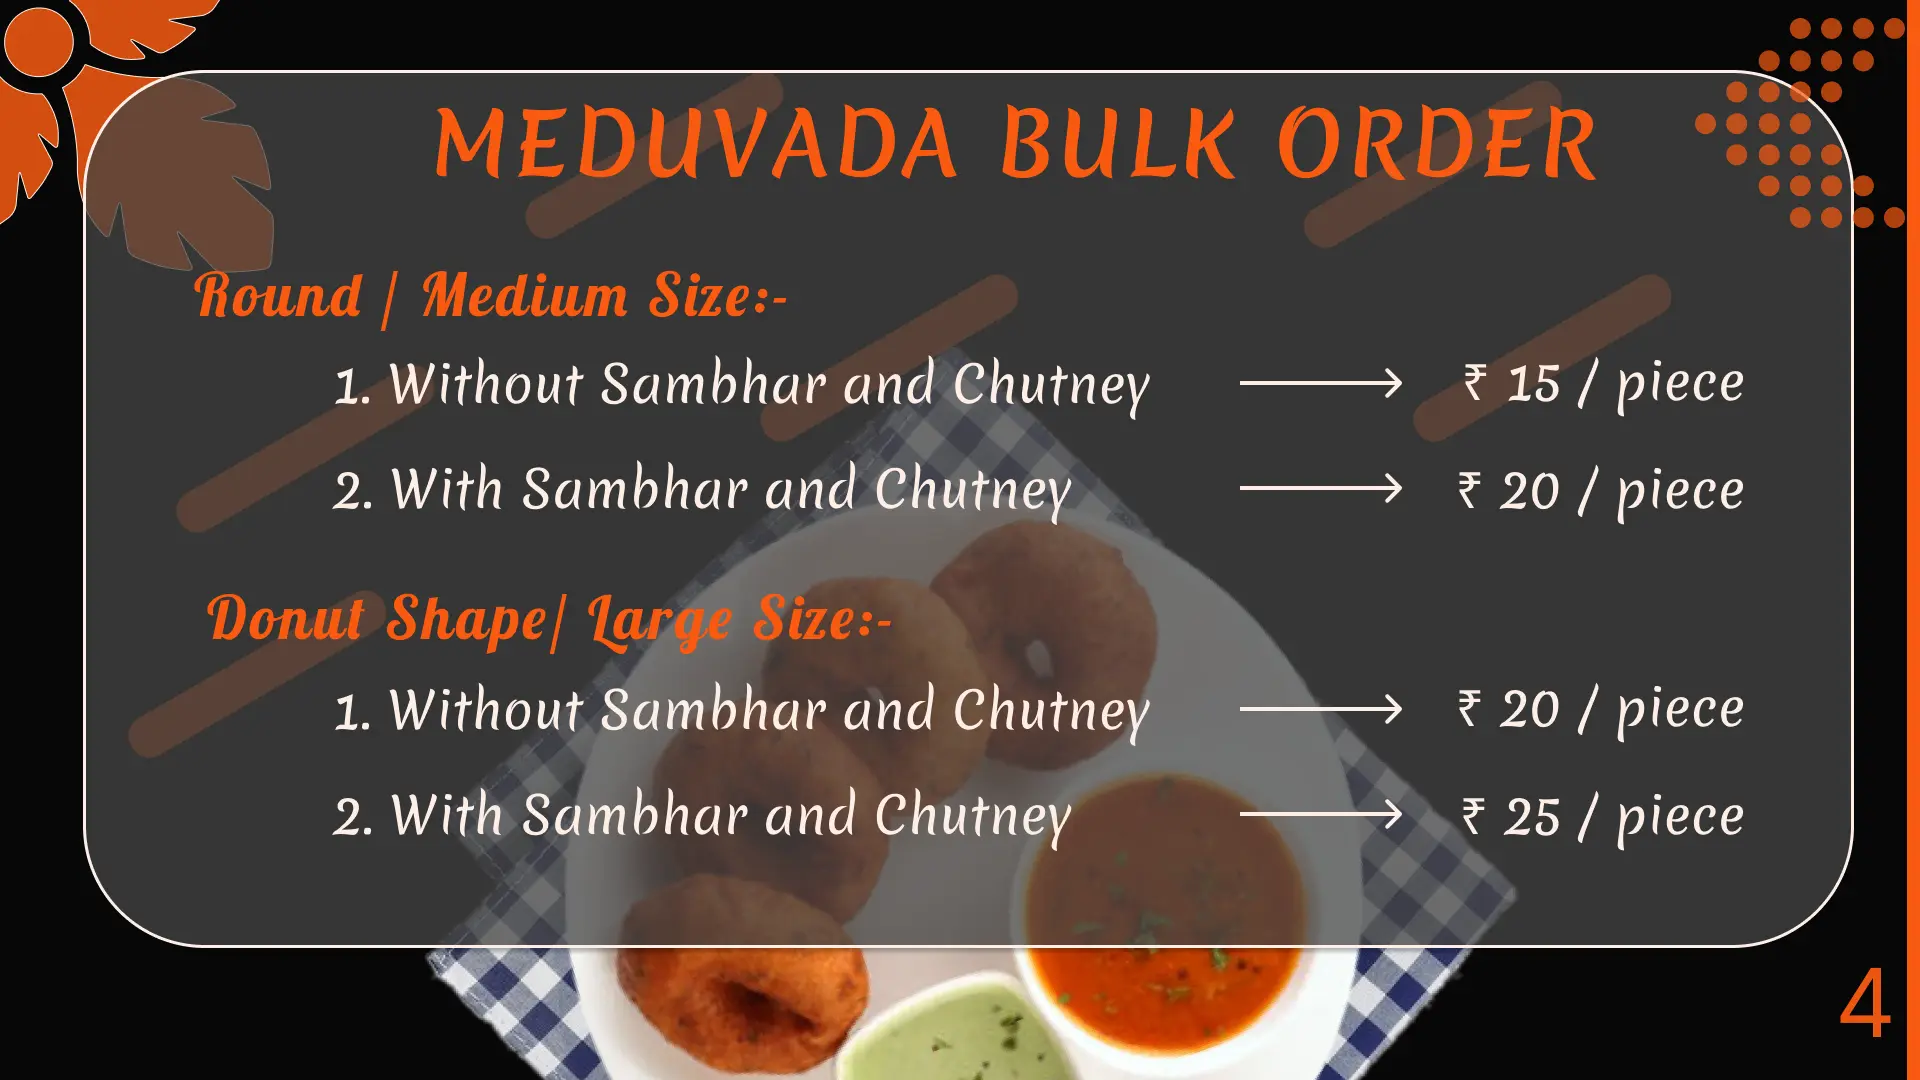 MEDUVADA BULK ORDER
Round / Medium Size:-
1. Without Sambhar and Chutney ⟶ ₹ 15 / piece
2. With Sambhar and Chutney ⟶ ₹ 20 / piece
Donut Shape/ Large Size:-
1. Without Sambhar and Chutney ⟶ ₹ 20 / piece
2. With Sambhar and Chutney ⟶ ₹ 25 / piece
4